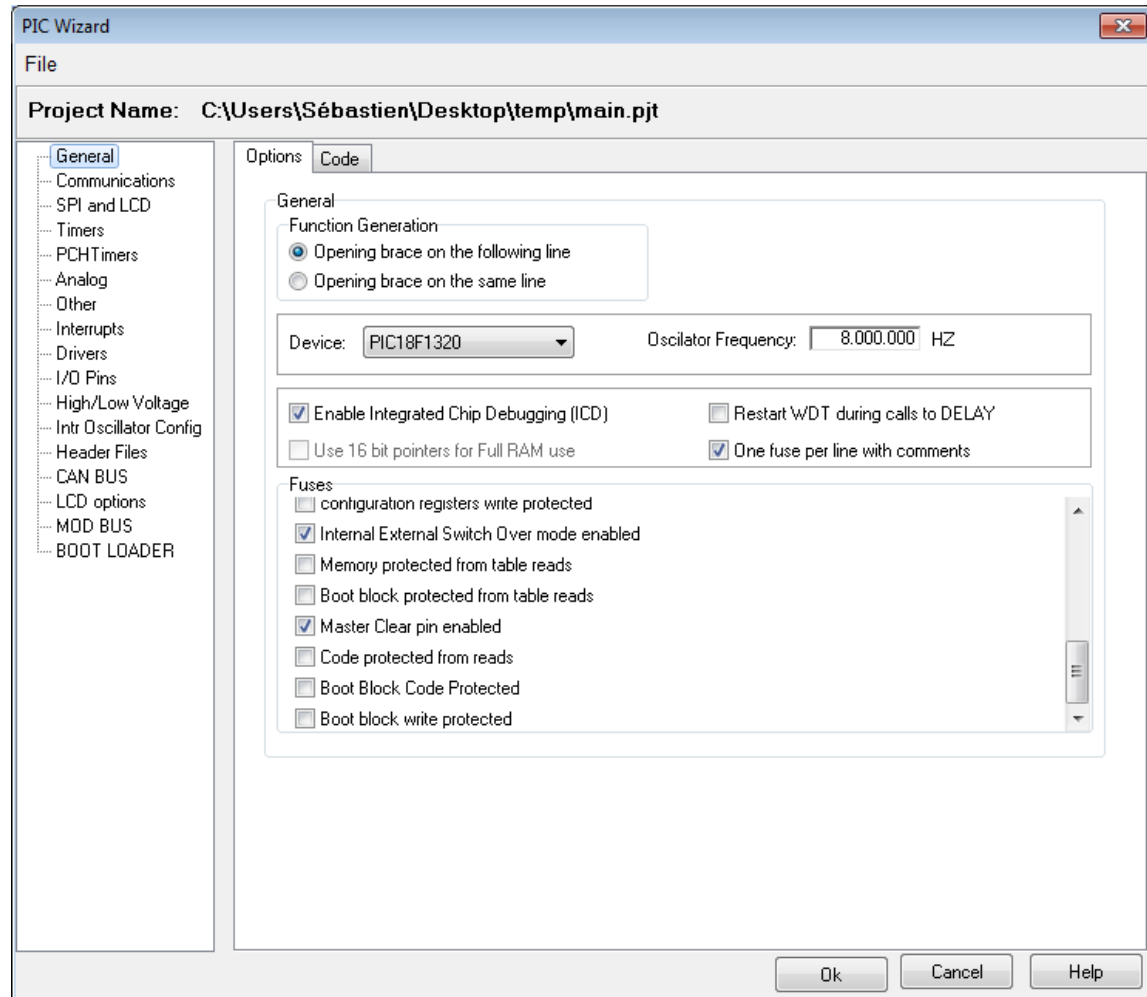 PIC Wizard
File
Project Name: C:\Users\Sébastien\Desktop\temp\main.pjt
General
Communications
SPI and LCD
Timers
PCHTimers
Analog
Other
Interrupts
Drivers
I/O Pins
High/Low Voltage
Intr Oscillator Config
Header Files
CAN BUS
LCD options
MOD BUS
BOOT LOADER
Options Code
General
Function Generation
Opening brace on the following line
Opening brace on the same line
Device: PIC18F1320 Oscilator Frequency: 8.000.000 HZ
Enable Integrated Chip Debugging (ICD) Restart WDT during calls to DELAY
Use 16 bit pointers for Full RAM use One fuse per line with comments
Fuses
configuration registers write protected
Internal External Switch Over mode enabled
Memory protected from table reads
Boot block protected from table reads
Master Clear pin enabled
Code protected from reads
Boot Block Code Protected
Boot block write protected
Ok Cancel Help